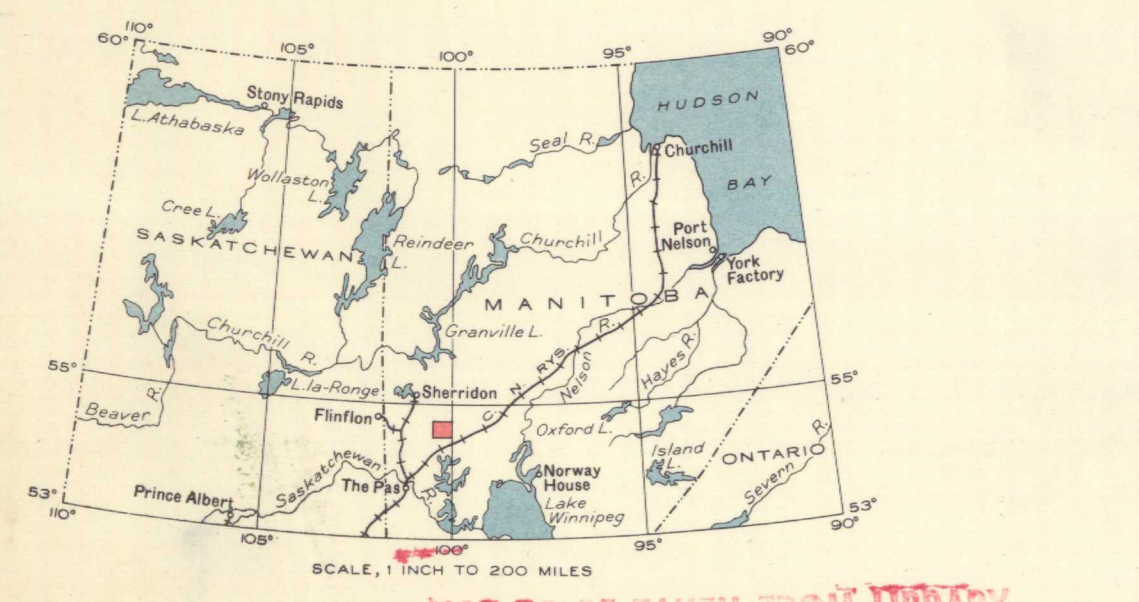 110°
60°
105°
100°
95°
90°
60°
Stony Rapids
L. Athabaska
HUDSON
BAY
Seal R.
Churchill
R.
Wollaston
L.
Cree L.
SASKATCHEWAN
Reindeer
L.
Churchill
Port
Nelson
York
Factory
MANITOBA
Granville L.
Churchill
R.
R.
Nelson
Hayes R.
C. N. RYS.
55°
55°
L. la-Ronge
Sherridon
Beaver
R.
Flinflon
Oxford L.
Island
L.
ONTARIO
Severn
R.
Saskatchewan
R.
The Pas
Norway
House
Lake
Winnipeg
Prince Albert
53°
110°
105°
100°
95°
53°
90°
SCALE, 1 INCH TO 200 MILES
LIBRARY